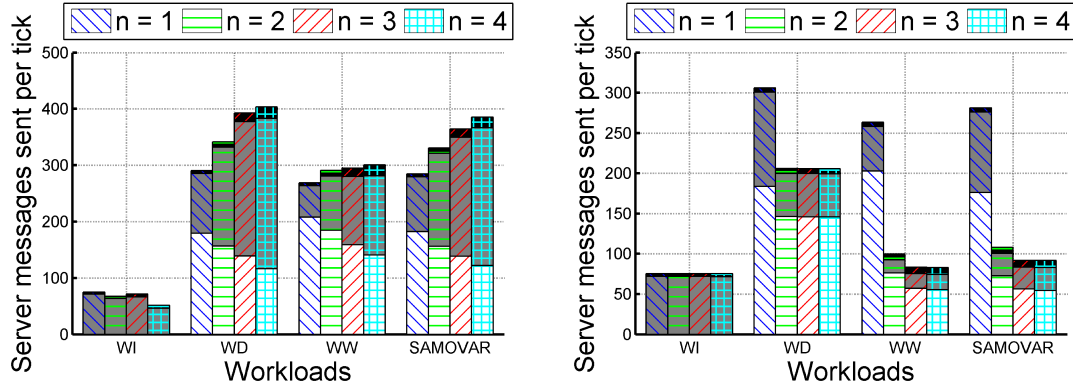 n = 1 n = 2 n = 3 n = 4
Server messages sent per tick
500
400
300
200
100
0
WI WD WW SAMOVAR
Workloads
n = 1 n = 2 n = 3 n = 4
Server messages sent per tick
350
300
250
200
150
100
50
0
WI WD WW SAMOVAR
Workloads